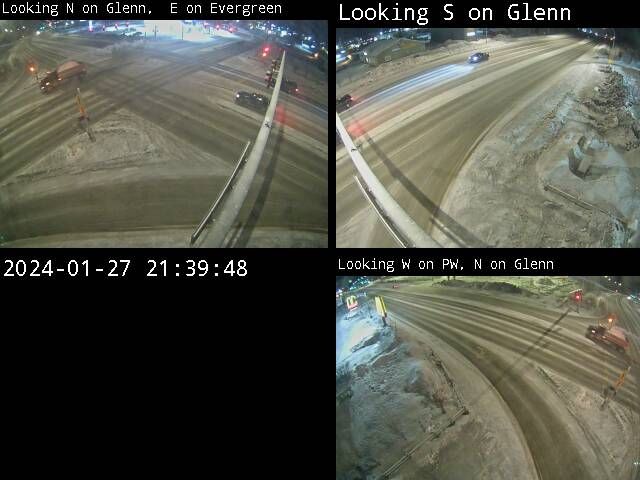 Looking N on Glenn,  E on Evergreen
Looking S on Glenn
2024-01-27 21:39:48
Looking W on PW, N on Glenn